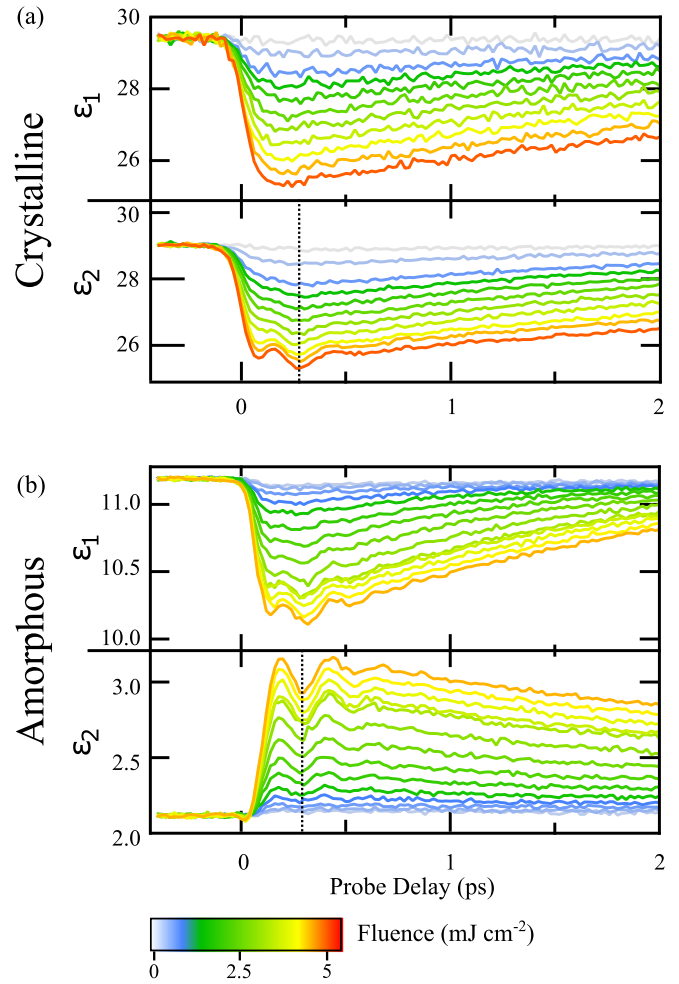 (a)
Crystalline
30
28
26
ε1
30
28
26
ε2
0 1 2
(b)
Amorphous
11.0
10.5
10.0
ε1
3.0
2.5
2.0
ε2
0 1 2
Probe Delay (ps)
Fluence (mJ cm-2)
0 2.5 5